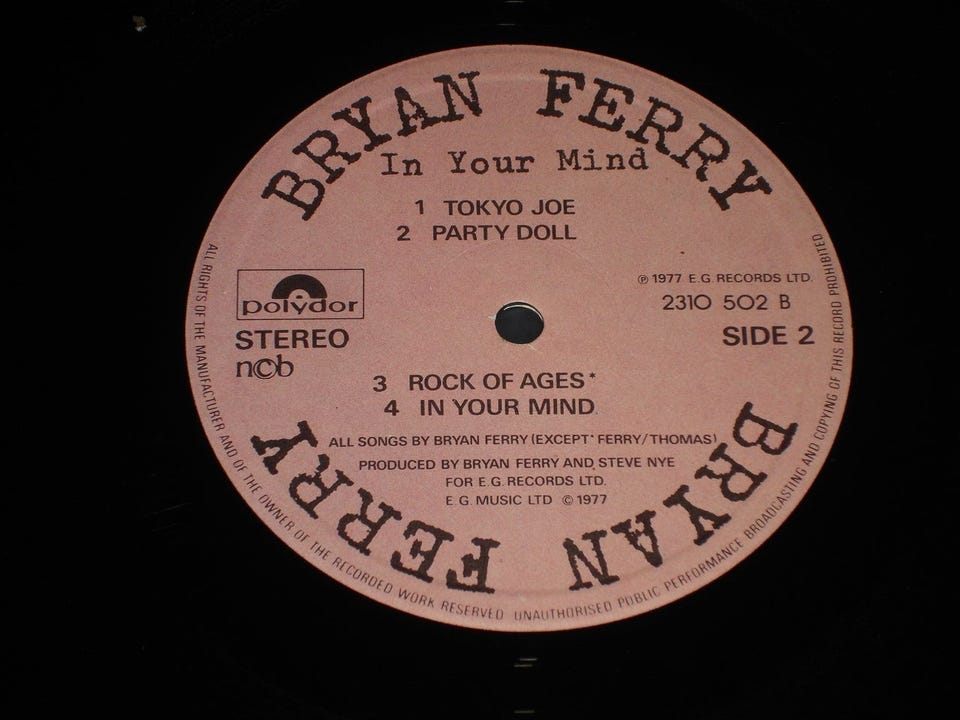 BRYAN FERRY
In Your Mind
1 TOKYO JOE
2 PARTY DOLL
polydor
STEREO
ncb
℗ 1977 E.G. RECORDS LTD.
2310 502 B
SIDE 2
3 ROCK OF AGES*
4 IN YOUR MIND
ALL SONGS BY BRYAN FERRY (EXCEPT* FERRY/THOMAS)
PRODUCED BY BRYAN FERRY AND STEVE NYE
FOR E.G. RECORDS LTD.
E.G. MUSIC LTD © 1977
BRYAN FERRY
ALL RIGHTS OF THE MANUFACTURER AND OF THE OWNER OF THE RECORDED WORK RESERVED UNAUTHORISED PUBLIC PERFORMANCE BROADCASTING AND COPYING OF THIS RECORD PROHIBITED